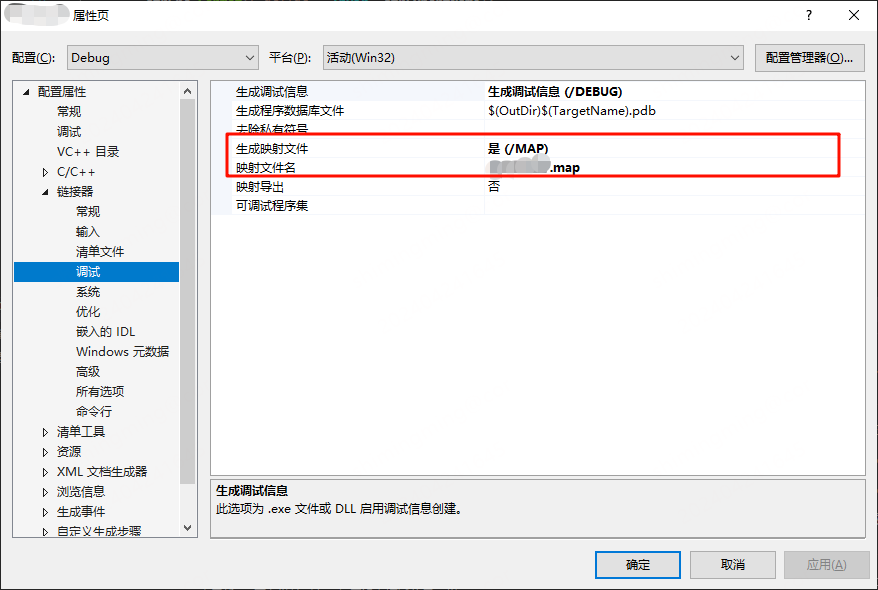 属性页
?
配置(C): Debug 平台(P): 活动(Win32) 配置管理器(O)...
配置属性
常规
调试
VC++ 目录
C/C++
链接器
常规
输入
清单文件
调试
系统
优化
嵌入的 IDL
Windows 元数据
高级
所有选项
命令行
清单工具
资源
XML 文档生成器
浏览信息
生成事件
自定义生成步骤
生成调试信息 生成调试信息 (/DEBUG)
生成程序数据库文件 $(OutDir)$(TargetName).pdb
去除私有符号
生成映射文件 是 (/MAP)
映射文件名 .map
映射导出 否
可调试程序集
生成调试信息
此选项为 .exe 文件或 DLL 启用调试信息创建。
确定 取消 应用(A)